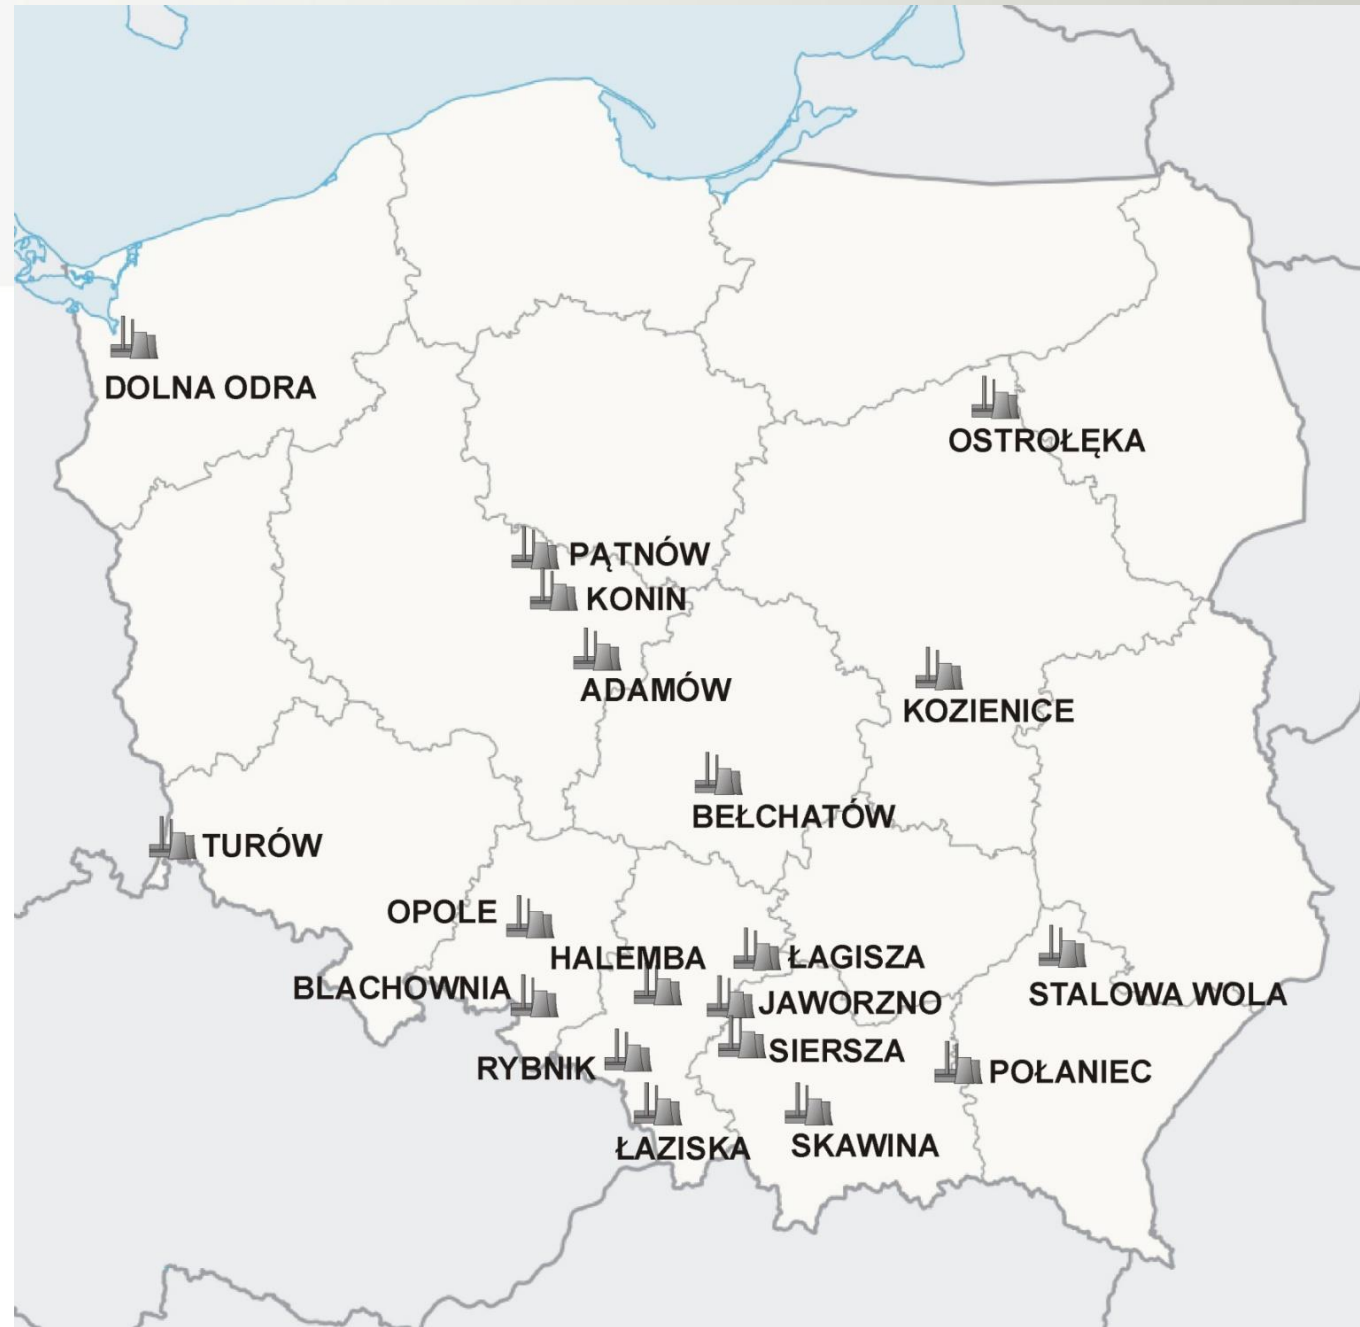 DOLNA ODRA
OSTROŁĘKA
PĄTNÓW
KONIN
ADAMÓW
KOZIENICE
BEŁCHATÓW
TURÓW
OPOLE
HALEMBA
ŁAGISZA
BLACHOWNIA
JAWORZNO
STALOWA WOLA
SIERSZA
RYBNIK
POŁANIEC
ŁAZISKA
SKAWINA